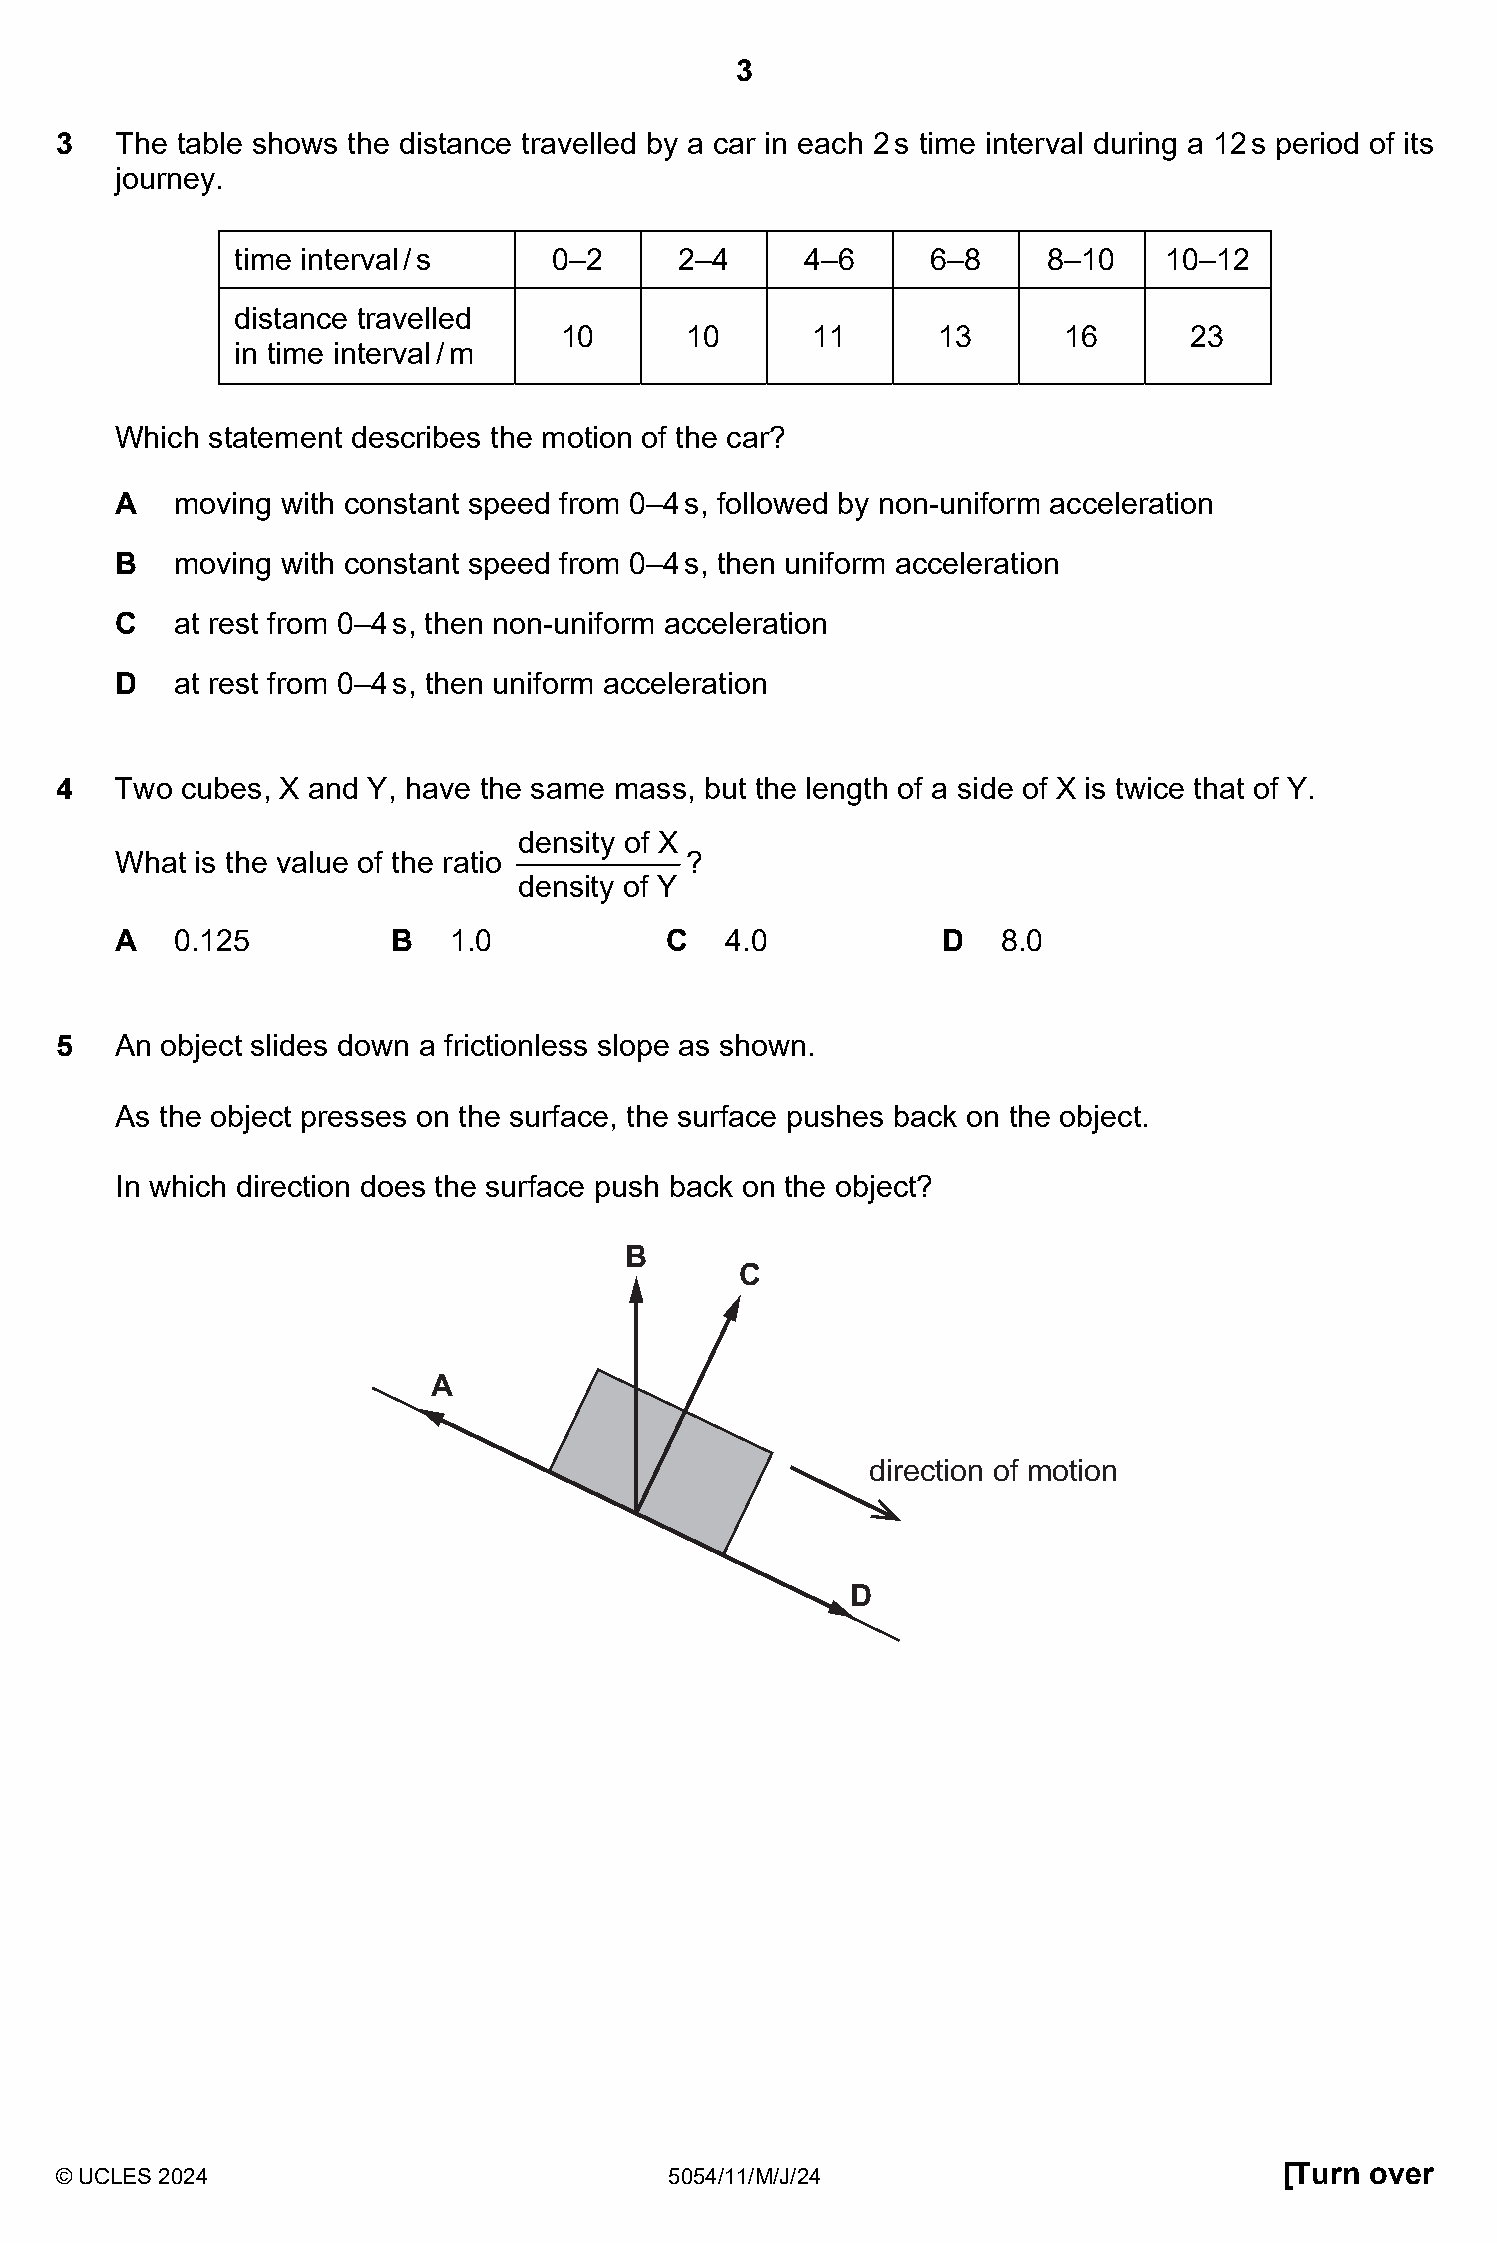 3
3 The table shows the distance travelled by a car in each 2 s time interval during a 12 s period of its
journey.
time interval / s 0–2 2–4 4–6 6–8 8–10 10–12
distance travelled
in time interval / m 10 10 11 13 16 23
Which statement describes the motion of the car?
A moving with constant speed from 0–4 s, followed by non-uniform acceleration
B moving with constant speed from 0–4 s, then uniform acceleration
C at rest from 0–4 s, then non-uniform acceleration
D at rest from 0–4 s, then uniform acceleration
4 Two cubes, X and Y, have the same mass, but the length of a side of X is twice that of Y.
density of X
What is the value of the ratio ?
density of Y
A 0.125 B 1.0 C 4.0 D 8.0
5 An object slides down a frictionless slope as shown.
As the object presses on the surface, the surface pushes back on the object.
In which direction does the surface push back on the object?
B
C
A
direction of motion
D
© UCLES 2024 5054/11/M/J/24 [Turn over